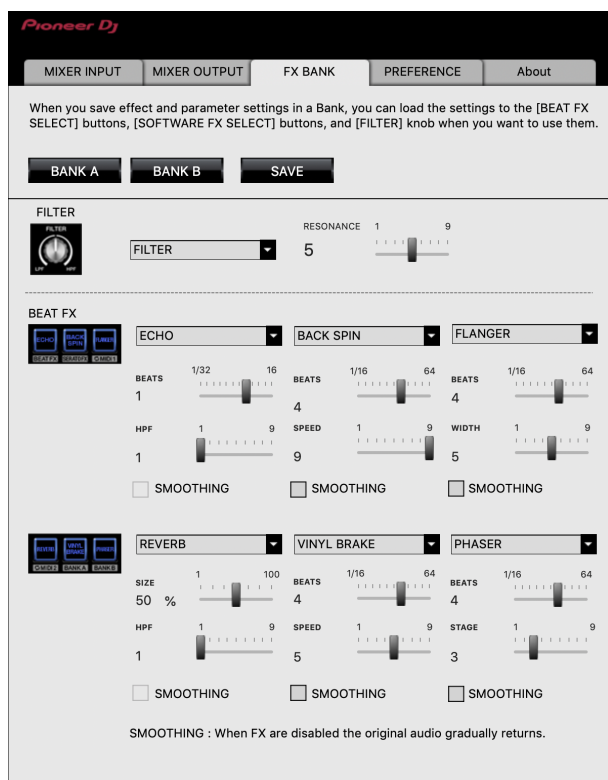 Pioneer Dj
MIXER INPUT MIXER OUTPUT FX BANK PREFERENCE About
When you save effect and parameter settings in a Bank, you can load the settings to the [BEAT FX
SELECT] buttons, [SOFTWARE FX SELECT] buttons, and [FILTER] knob when you want to use them.
BANK A BANK B SAVE
FILTER
FILTER
LPF HPF
FILTER
RESONANCE 1 9
5
BEAT FX
ECHO BACK SPIN FLANGER
BEAT FX SERATO FX MIDI 1
ECHO BACK SPIN FLANGER
BEATS 1/32 16 BEATS 1/16 64 BEATS 1/16 64
1 4 4
HPF 1 9 SPEED 1 9 WIDTH 1 9
1 9 5
SMOOTHING SMOOTHING SMOOTHING
REVERB VINYL BRAKE PHASER
MIDI 2 BANK A BANK B
REVERB VINYL BRAKE PHASER
SIZE 1 100 BEATS 1/16 64 BEATS 1/16 64
50 % 4 4
HPF 1 9 SPEED 1 9 STAGE 1 9
1 5 3
SMOOTHING SMOOTHING SMOOTHING
SMOOTHING : When FX are disabled the original audio gradually returns.